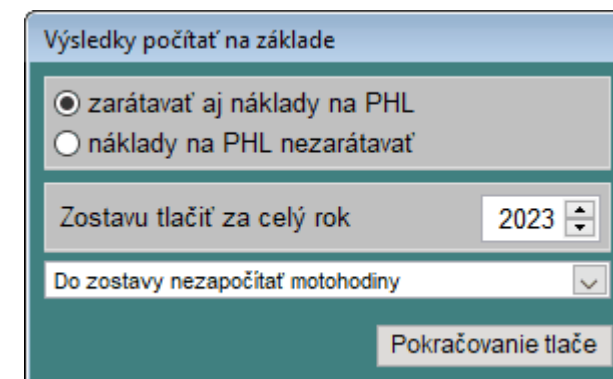 Výsledky počítať na základe
zarátavať aj náklady na PHL
náklady na PHL nezarátavať
Zostavu tlačiť za celý rok 2023
Do zostavy nezapočítať motohodiny
Pokračovanie tlače